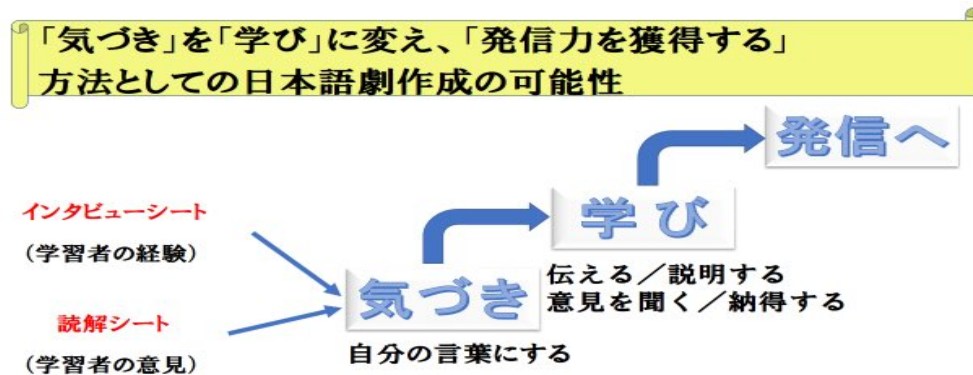 「気づき」を「学び」に変え、「発信力を獲得する」
方法としての日本語劇作成の可能性
発信へ
学び
伝える／説明する
意見を聞く／納得する
インタビューシート
(学習者の経験)
気づき
自分の言葉にする
読解シート
(学習者の意見)